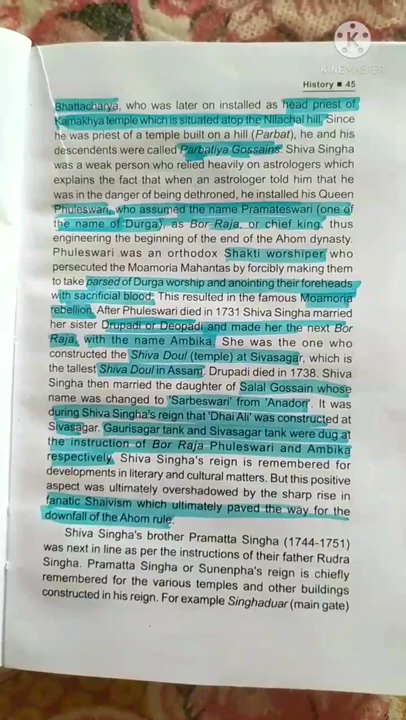 KINEMASTER
History ■ 45
Bhattacharya, who was later on installed as head priest of
Kamakhya temple which is situated atop the Nilachal hill. Since
he was priest of a temple built on a hill (Parbat), he and his
descendents were called Parbatiya Gossains. Shiva Singha
was a weak person who relied heavily on astrologers which
explains the fact that when an astrologer told him that he
was in the danger of being dethroned, he installed his Queen
Phuleswari, who assumed the name Pramateswari (one of
the name of Durga), as Bor Raja, or chief king, thus
engineering the beginning of the end of the Ahom dynasty.
Phuleswari was an orthodox Shakti worshiper who
persecuted the Moamoria Mahantas by forcibly making them
to take parsed of Durga worship and anointing their foreheads
with sacrificial blood. This resulted in the famous Moamoria
rebellion. After Phuleswari died in 1731 Shiva Singha married
her sister Drupadi or Deopadi and made her the next Bor
Raja, with the name Ambika. She was the one who
constructed the Shiva Doul (temple) at Sivasagar, which is
the tallest Shiva Doul in Assam. Drupadi died in 1738. Shiva
Singha then married the daughter of Salal Gossain whose
name was changed to 'Sarbeswari' from 'Anadori'. It was
during Shiva Singha's reign that 'Dhai Ali' was constructed at
Sivasagar. Gaurisagar tank and Sivasagar tank were dug at
the instruction of Bor Raja Phuleswari and Ambika
respectively. Shiva Singha's reign is remembered for
developments in literary and cultural matters. But this positive
aspect was ultimately overshadowed by the sharp rise in
fanatic Shaivism which ultimately paved the way for the
downfall of the Ahom rule.
Shiva Singha's brother Pramatta Singha (1744-1751)
was next in line as per the instructions of their father Rudra
Singha. Pramatta Singha or Sunenpha's reign is chiefly
remembered for the various temples and other buildings
constructed in his reign. For example Singhaduar (main gate)